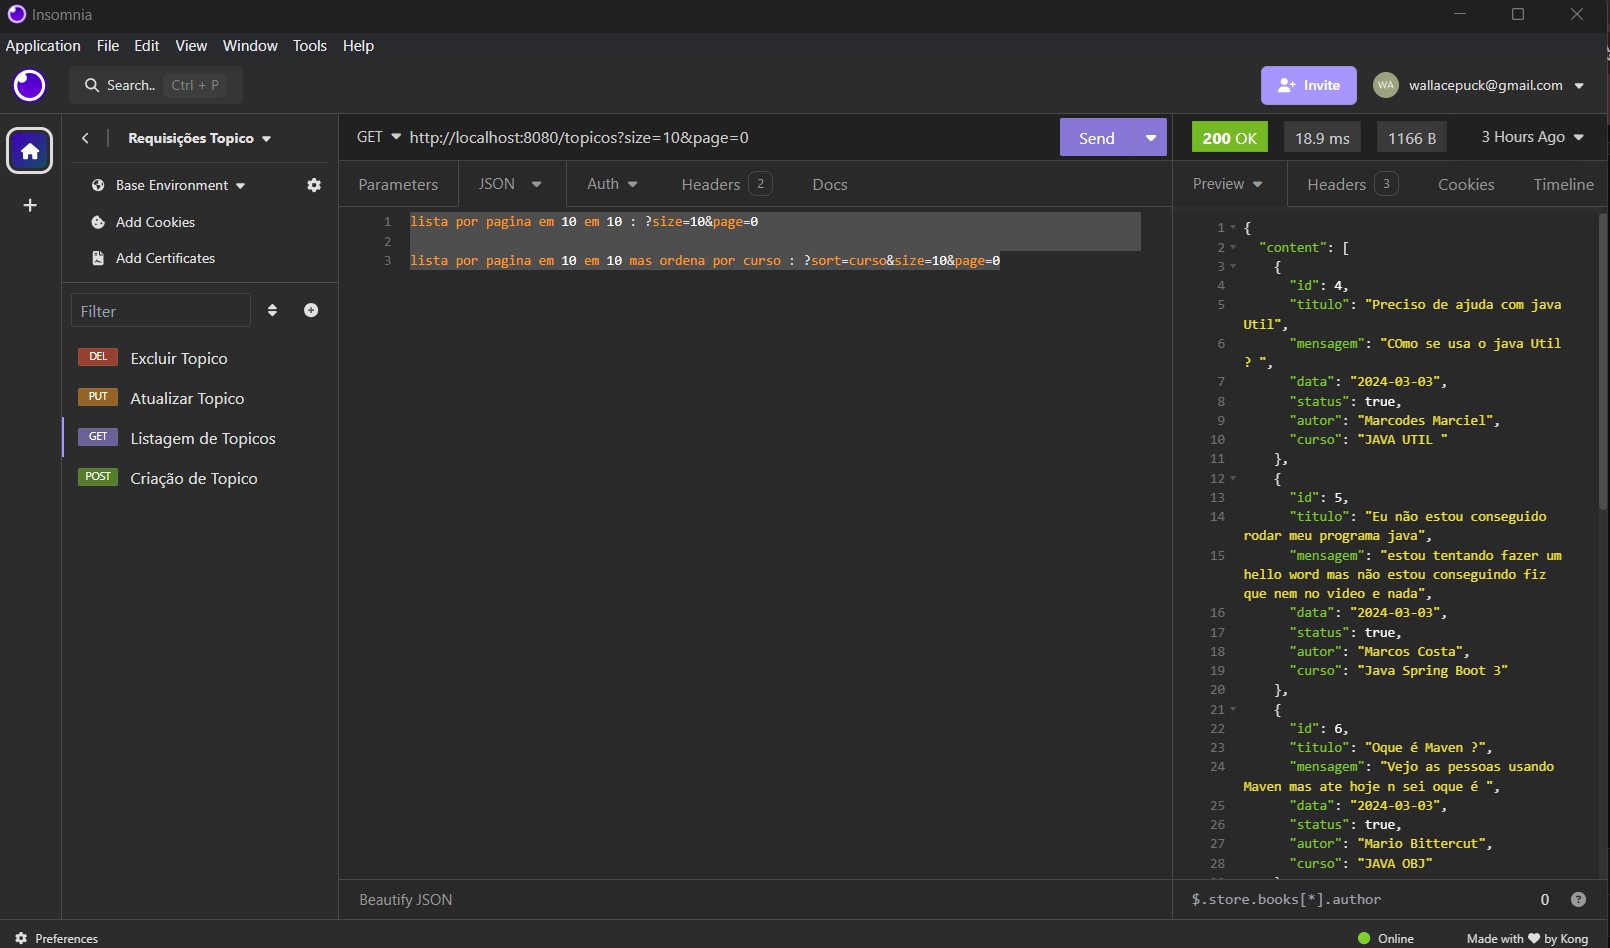 Insomnia
Application File Edit View Window Tools Help
Search.. Ctrl + P
Invite
WA
wallacepuck@gmail.com
Requisições Topico
Base Environment
Add Cookies
Add Certificates
Filter
DEL Excluir Topico
PUT Atualizar Topico
GET Listagem de Topicos
POST Criação de Topico
GET http://localhost:8080/topicos?size=10&page=0
Send
Parameters JSON Auth Headers 2 Docs
1 lista por pagina em 10 em 10 : ?size=10&page=0
2
3 lista por pagina em 10 em 10 mas ordena por curso : ?sort=curso&size=10&page=0
Beautify JSON
200 OK 18.9 ms 1166 B 3 Hours Ago
Preview Headers 3 Cookies Timeline
1 {
2 "content": [
3 {
4 "id": 4,
5 "titulo": "Preciso de ajuda com java
Util",
6 "mensagem": "COmo se usa o java Util
? ",
7 "data": "2024-03-03",
8 "status": true,
9 "autor": "Marcodes Marciel",
10 "curso": "JAVA UTIL "
11 },
12 {
13 "id": 5,
14 "titulo": "Eu não estou conseguido
rodar meu programa java",
15 "mensagem": "estou tentando fazer um
hello word mas não estou conseguindo fiz
que nem no video e nada",
16 "data": "2024-03-03",
17 "status": true,
18 "autor": "Marcos Costa",
19 "curso": "Java Spring Boot 3"
20 },
21 {
22 "id": 6,
23 "titulo": "Oque é Maven ?",
24 "mensagem": "Vejo as pessoas usando
Maven mas ate hoje n sei oque é ",
25 "data": "2024-03-03",
26 "status": true,
27 "autor": "Mario Bittercut",
28 "curso": "JAVA OBJ"
$.store.books[*].author 0 ?
Preferences
Online
Made with ❤ by Kong